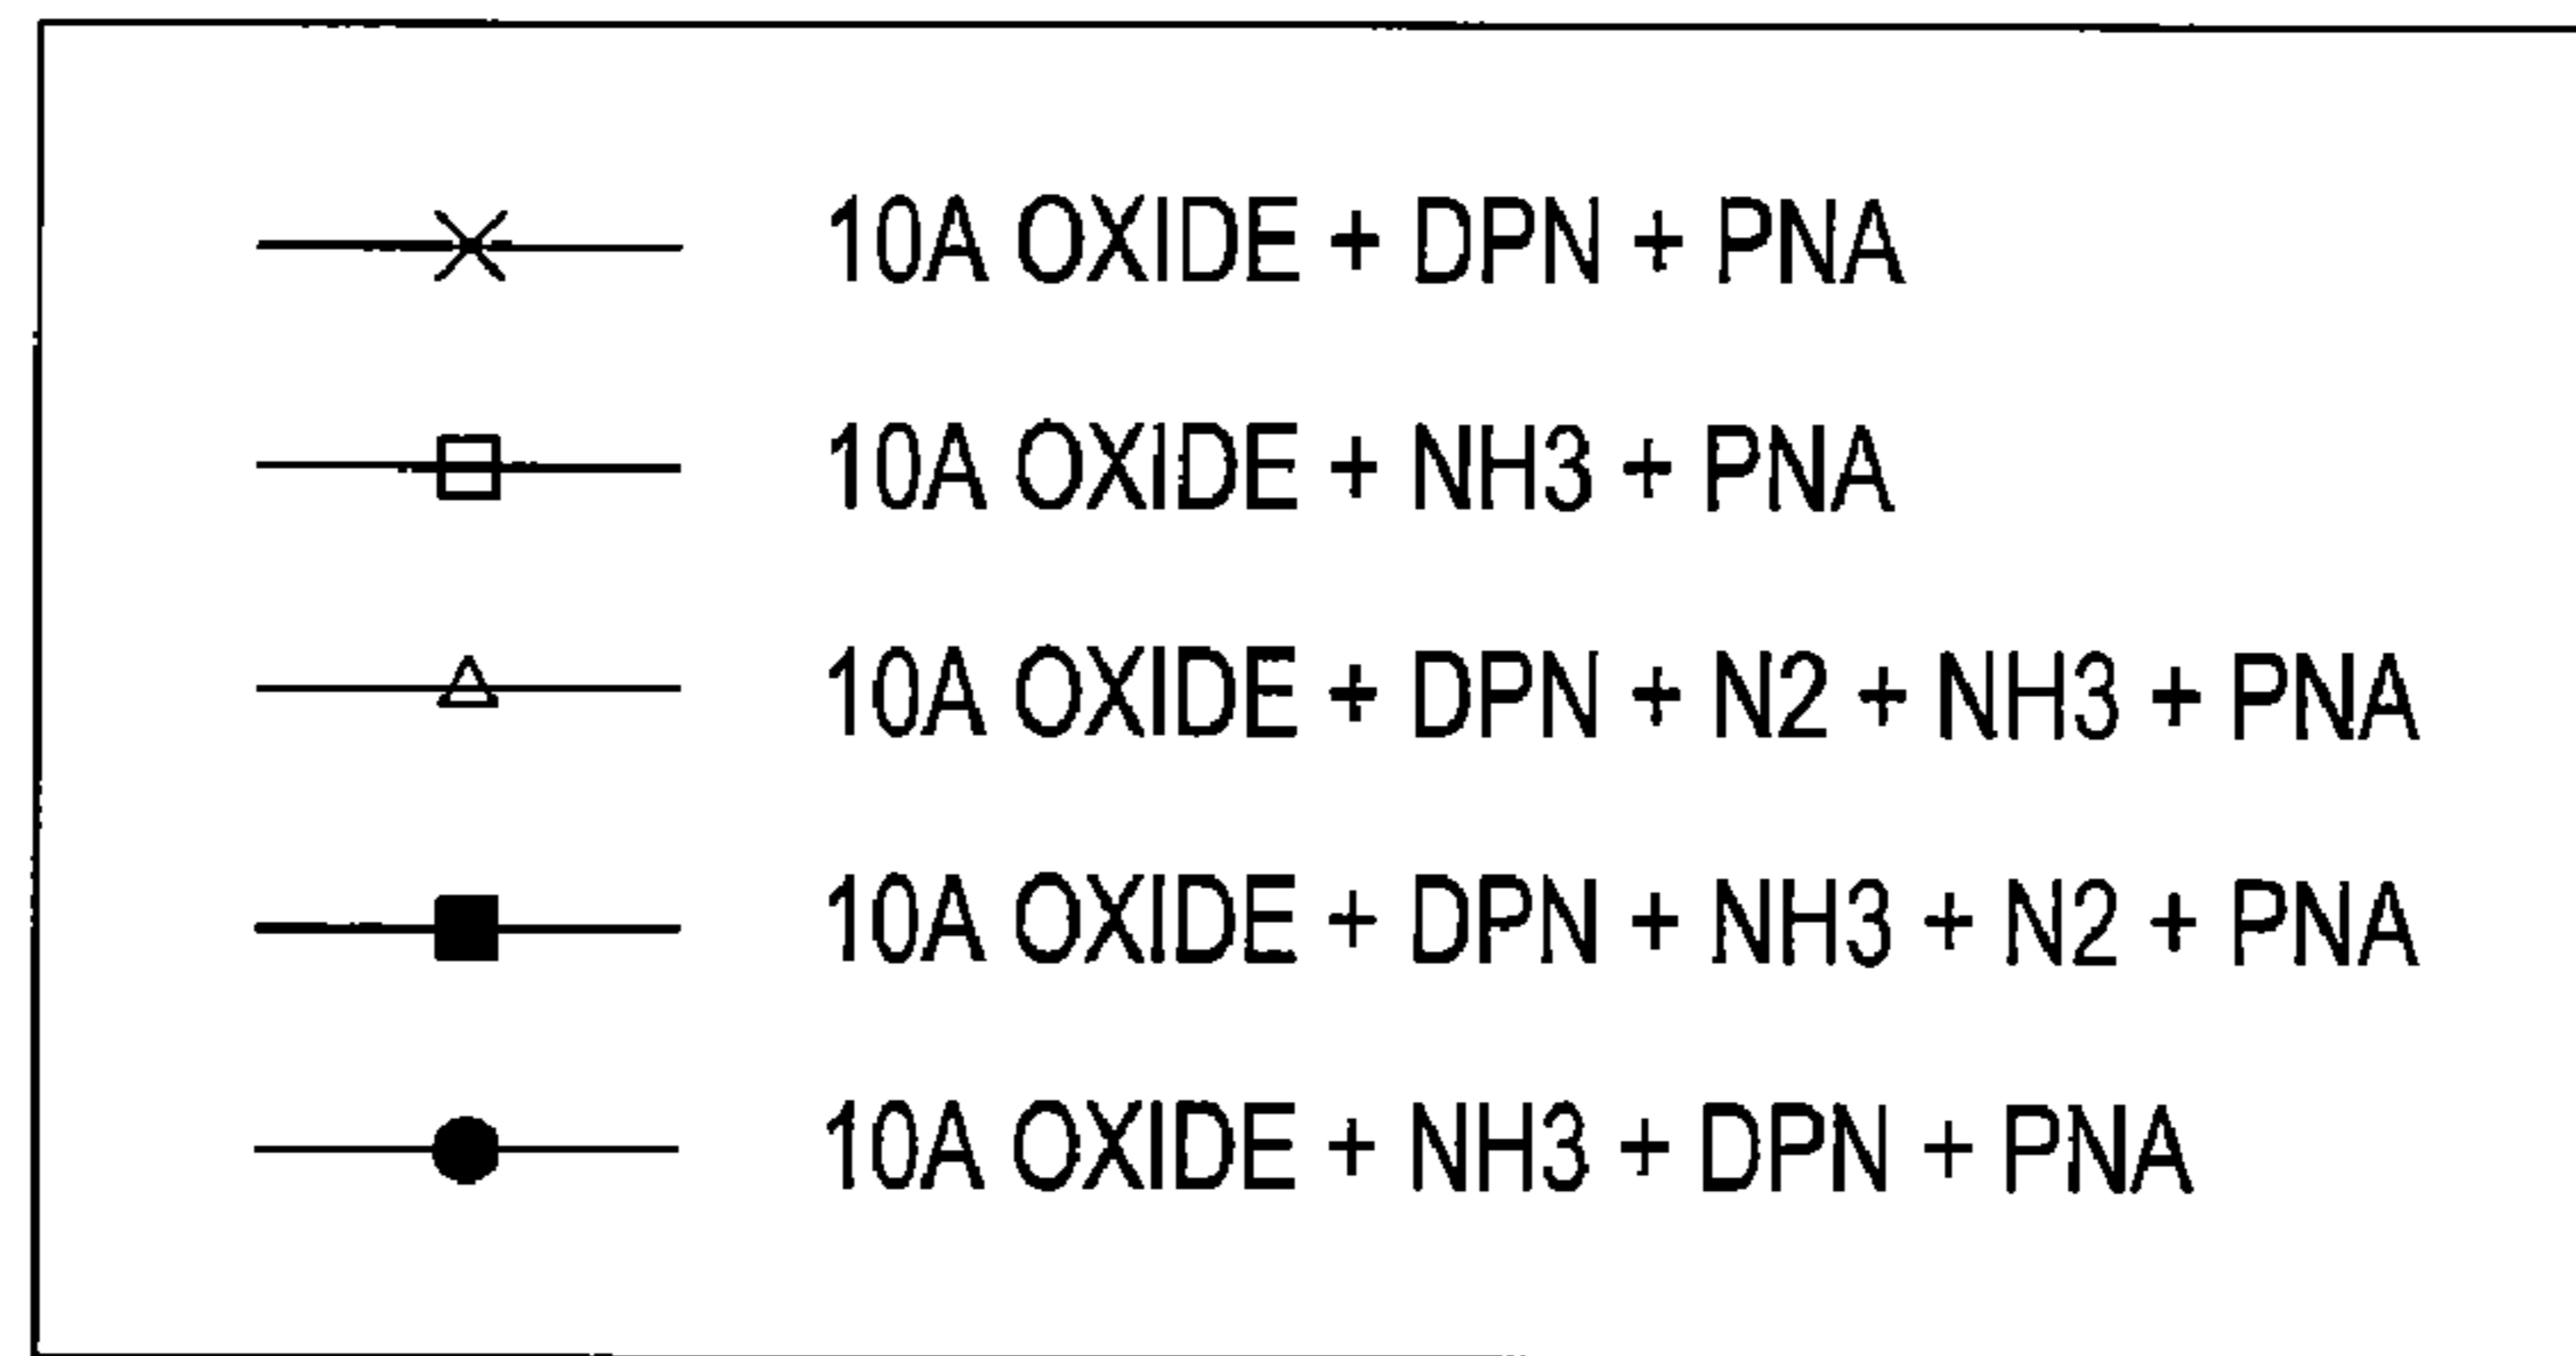 10A OXIDE + DPN + PNA
10A OXIDE + NH3 + PNA
10A OXIDE + DPN + N2 + NH3 + PNA
10A OXIDE + DPN + NH3 + N2 + PNA
10A OXIDE + NH3 + DPN + PNA